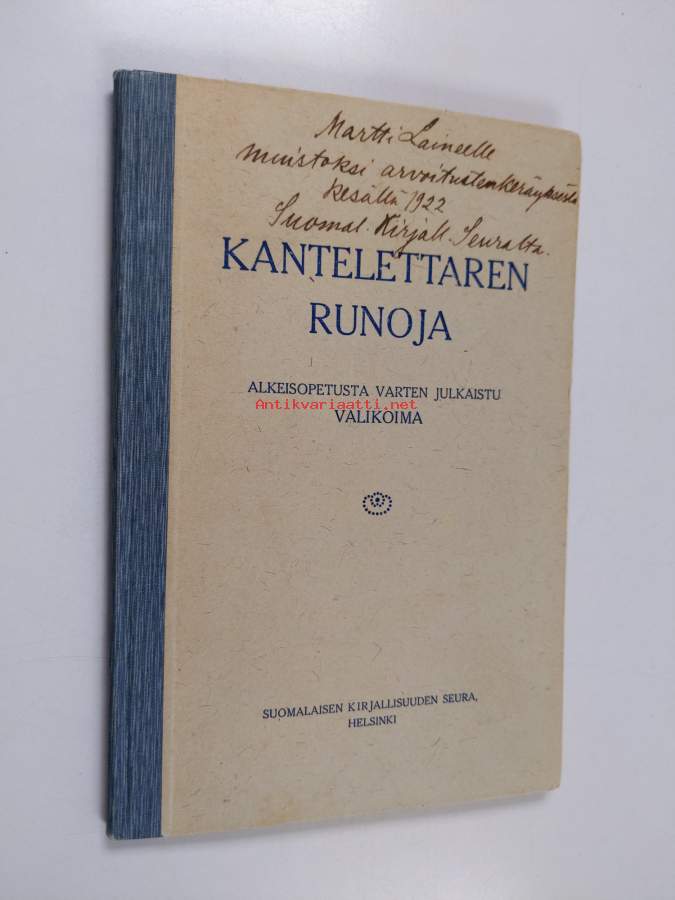 Martti Laineelle
muistoksi arvoitustenkeräyksestä
kesällä 1922
Suomal. Kirjall. Seuralta.
KANTELETTAREN
RUNOJA
ALKEISOPETUSTA VARTEN JULKAISTU
Antikvariaatti.net
VALIKOIMA
SUOMALAISEN KIRJALLISUUDEN SEURA,
HELSINKI